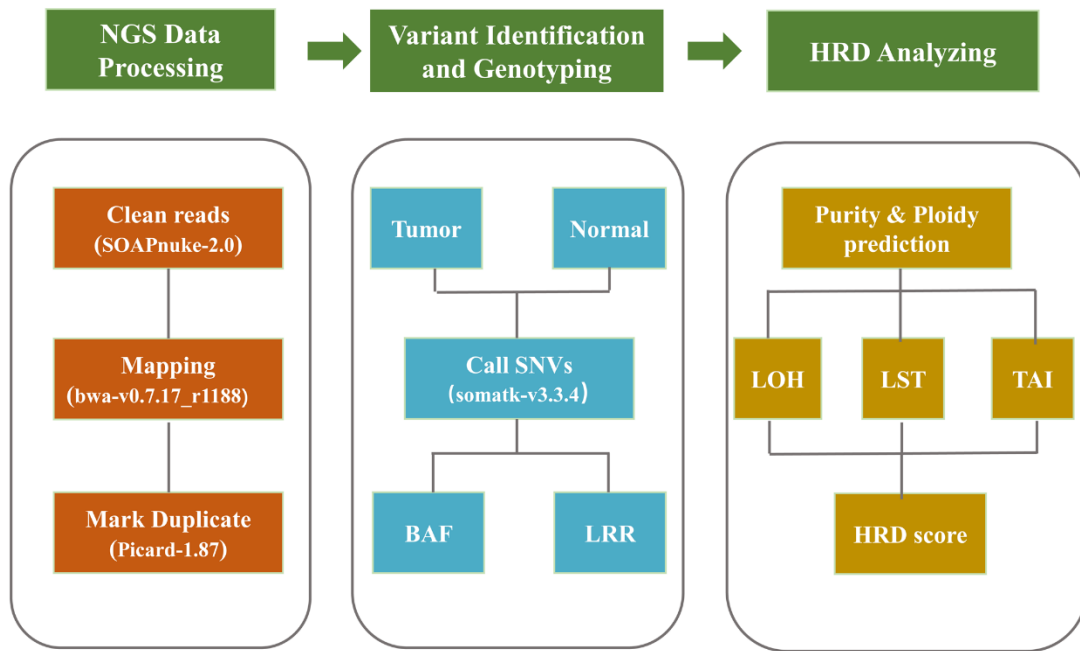 NGS Data
Processing
Variant Identification
and Genotyping
HRD Analyzing
Clean reads
(SOAPnuke-2.0)
Mapping
(bwa-v0.7.17_r1188)
Mark Duplicate
(Picard-1.87)
Tumor
Normal
Call SNVs
(somatk-v3.3.4)
BAF
LRR
Purity & Ploidy
prediction
LOH
LST
TAI
HRD score